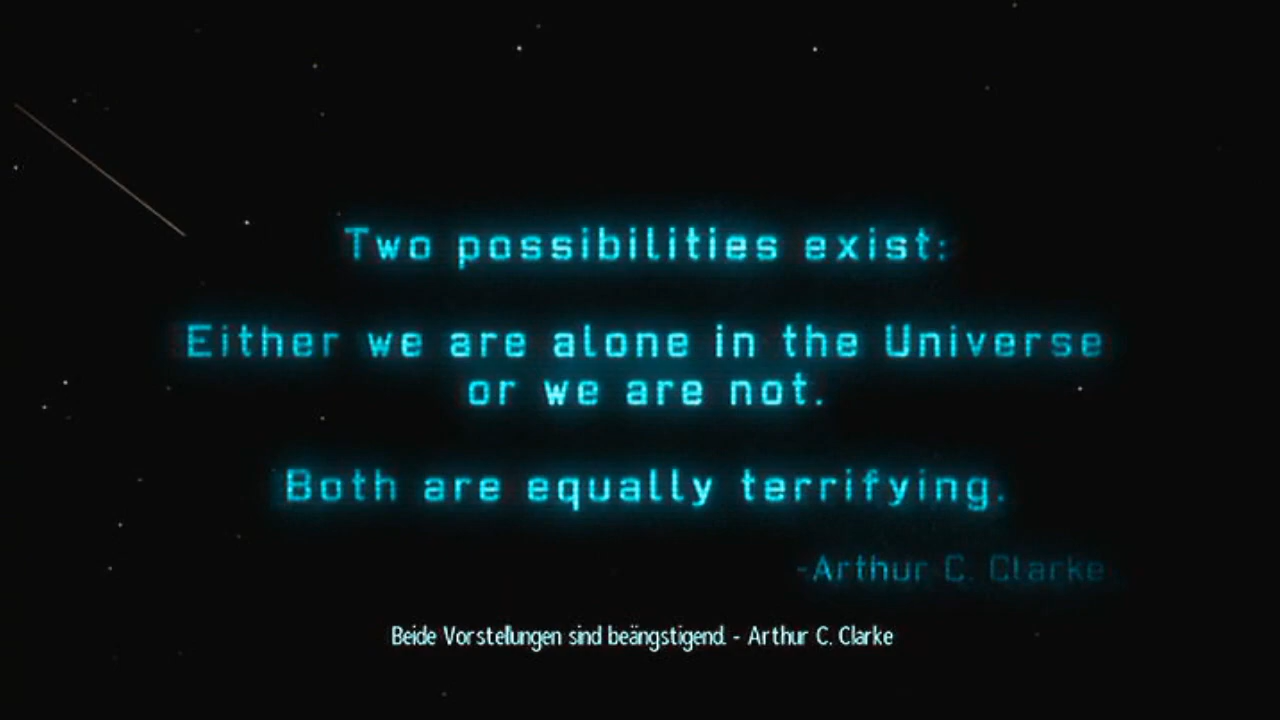 Two possibilities exist:
Either we are alone in the Universe
or we are not.
Both are equally terrifying.
-Arthur C. Clarke
Beide Vorstellungen sind beängstigend. - Arthur C. Clarke